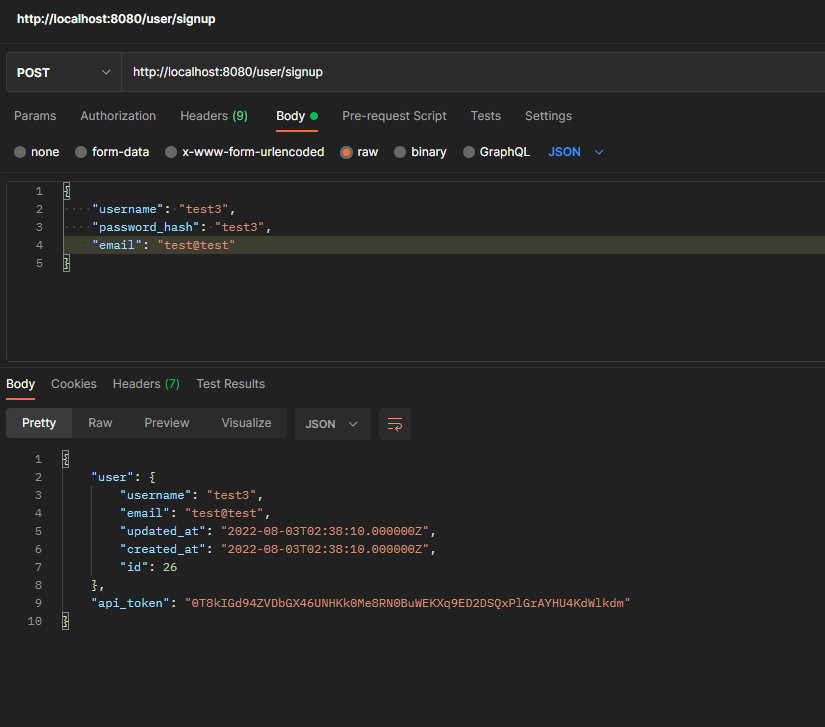 http://localhost:8080/user/signup
POST http://localhost:8080/user/signup
Params Authorization Headers (9) Body Pre-request Script Tests Settings
none form-data x-www-form-urlencoded raw binary GraphQL JSON
1 {
2 "username": "test3",
3 "password_hash": "test3",
4 "email": "test@test"
5 }
Body Cookies Headers (7) Test Results
Pretty Raw Preview Visualize JSON
1 {
2 "user": {
3 "username": "test3",
4 "email": "test@test",
5 "updated_at": "2022-08-03T02:38:10.000000Z",
6 "created_at": "2022-08-03T02:38:10.000000Z",
7 "id": 26
8 },
9 "api_token": "0T8kIGd94ZVDbGX46UNHKk0Me8RN0BuWEKXq9ED2DSQxPlGrAYHU4KdWlkdm"
10 }